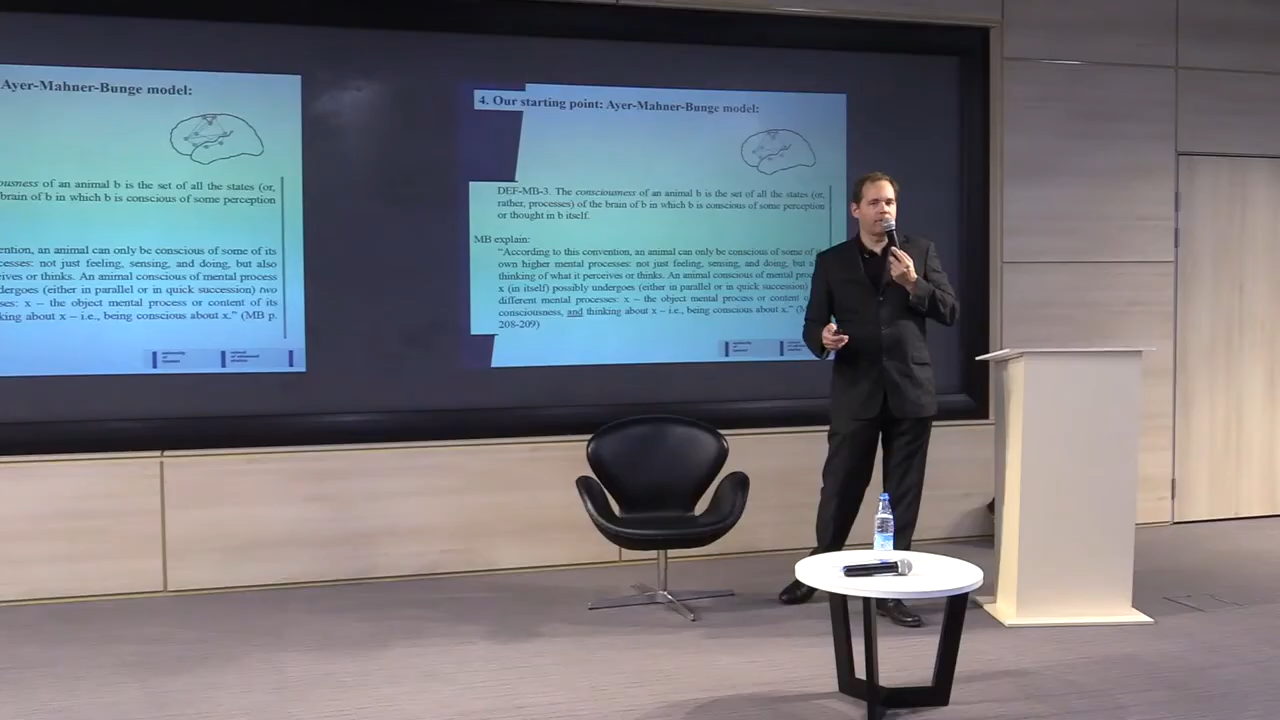 Ayer-Mahner-Bunge model:
ousness of an animal b is the set of all the states (or,
brain of b in which b is conscious of some perception
ention, an animal can only be conscious of some of its
cesses: not just feeling, sensing, and doing, but also
ives or thinks. An animal conscious of mental process
dergoes (either in parallel or in quick succession) two
ses: x – the object mental process or content of its
king about x – i.e., being conscious about x." (MB p.
4. Our starting point: Ayer-Mahner-Bunge model:
DEF-MB-3. The consciousness of an animal b is the set of all the states (or,
rather, processes) of the brain of b in which b is conscious of some perception
or thought in b itself.
MB explain:
"According to this convention, an animal can only be conscious of some of
own higher mental processes: not just feeling, sensing, and doing, but
thinking of what it perceives or thinks. An animal conscious of mental
x (in itself) possibly undergoes (either in parallel or in quick succession)
different mental processes: x – the object mental process or content
consciousness, and thinking about x – i.e., being conscious about x."
208-209)